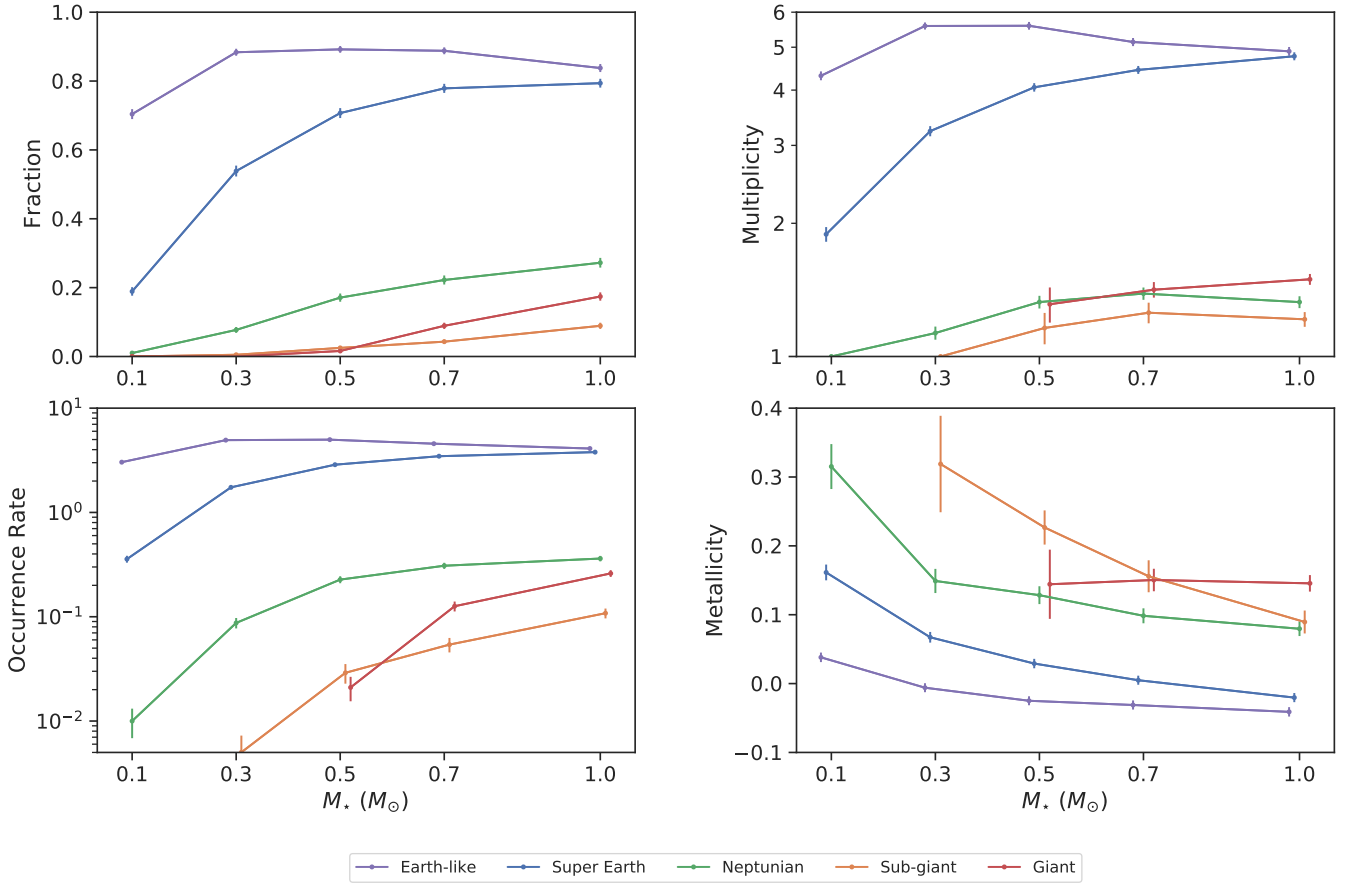 1.0
0.8
0.6
0.4
0.2
0.0
Fraction
0.1 0.3 0.5 0.7 1.0
6
5
4
3
2
1
Multiplicity
0.1 0.3 0.5 0.7 1.0
10¹
10⁰
10⁻¹
10⁻²
Occurrence Rate
0.1 0.3 0.5 0.7 1.0
M⋆ (M⊙)
0.4
0.3
0.2
0.1
0.0
−0.1
Metallicity
0.1 0.3 0.5 0.7 1.0
M⋆ (M⊙)
Earth-like Super Earth Neptunian Sub-giant Giant